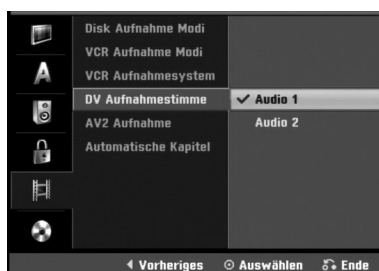 Disk Aufnahme Modi
VCR Aufnahme Modi
A
VCR Aufnahmesystem
DV Aufnahmestimme ✓ Audio 1
AV2 Aufnahme Audio 2
Automatische Kapitel
Vorheriges Auswählen Ende